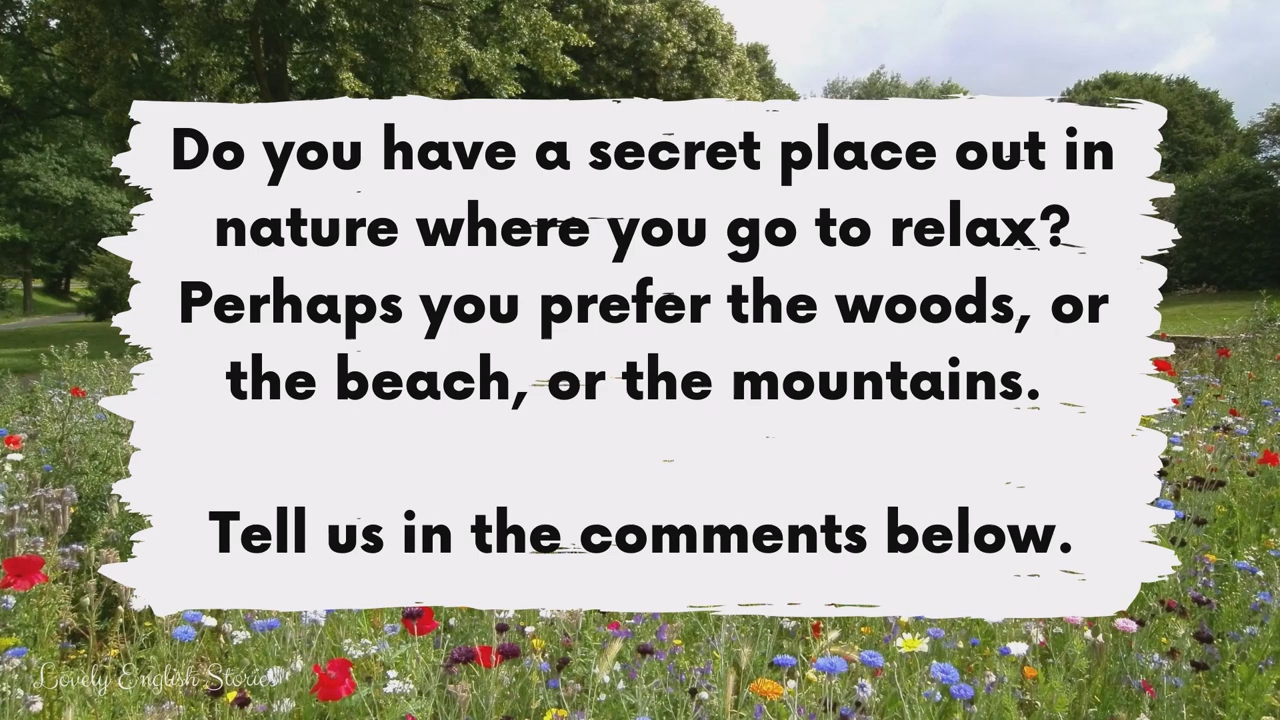 Do you have a secret place out in
nature where you go to relax?
Perhaps you prefer the woods, or
the beach, or the mountains.
Tell us in the comments below.
Lovely English Stories